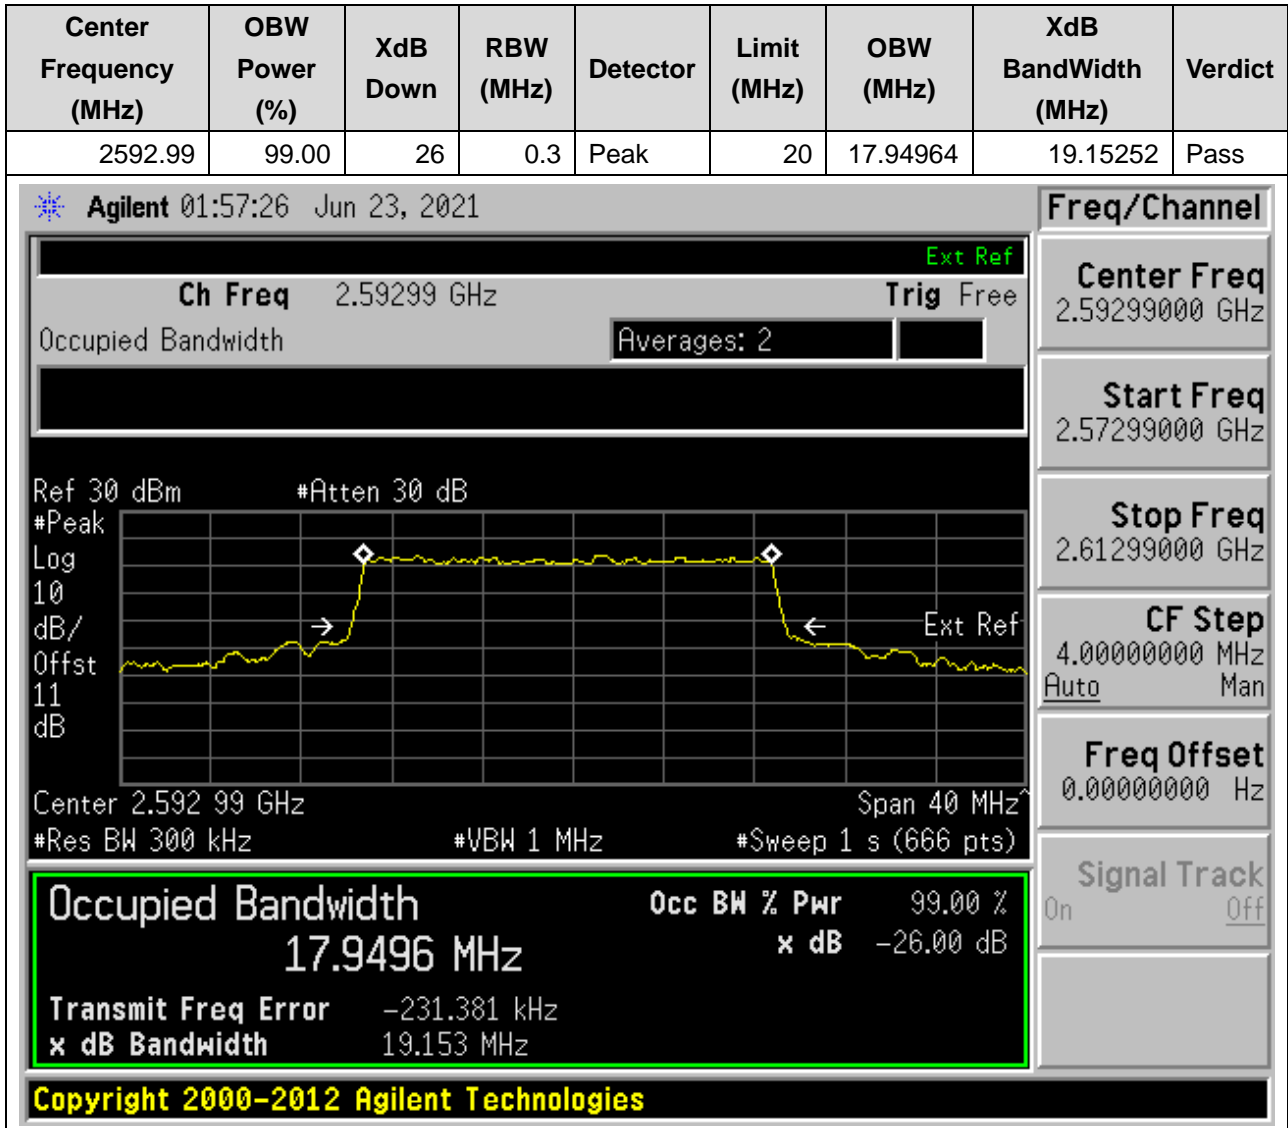 Center Frequency (MHz) OBW Power (%) XdB Down RBW (MHz) Detector Limit (MHz) OBW (MHz) XdB BandWidth (MHz) Verdict
2592.99 99.00 26 0.3 Peak 20 17.94964 19.15252 Pass
Agilent 01:57:26 Jun 23, 2021
Freq/Channel
Ext Ref
Ch Freq 2.59299 GHz Trig Free
Occupied Bandwidth Averages: 2
Center Freq
2.59299000 GHz
Start Freq
2.57299000 GHz
Stop Freq
2.61299000 GHz
CF Step
4.00000000 MHz
Auto Man
Freq Offset
0.00000000 Hz
Signal Track
On Off
Ref 30 dBm #Atten 30 dB
#Peak
Log
10
dB/
Offst
11
dB
Ext Ref
Center 2.592 99 GHz Span 40 MHz^
#Res BW 300 kHz #VBW 1 MHz #Sweep 1 s (666 pts)
Occupied Bandwidth Occ BW % Pwr 99.00 %
17.9496 MHz x dB -26.00 dB
Transmit Freq Error -231.381 kHz
x dB Bandwidth 19.153 MHz
Copyright 2000-2012 Agilent Technologies